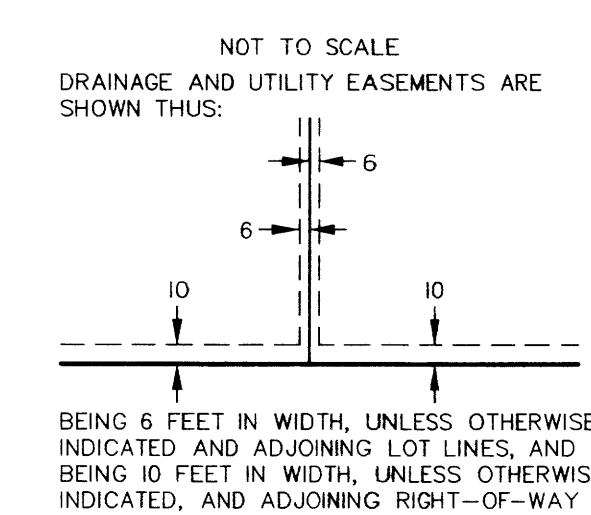 NOT TO SCALE
DRAINAGE AND UTILITY EASEMENTS ARE
SHOWN THUS:
6
6
10
10
BEING 6 FEET IN WIDTH, UNLESS OTHERWISE
INDICATED AND ADJOINING LOT LINES, AND
BEING 10 FEET IN WIDTH, UNLESS OTHERWIS
INDICATED, AND ADJOINING RIGHT-OF-WAY